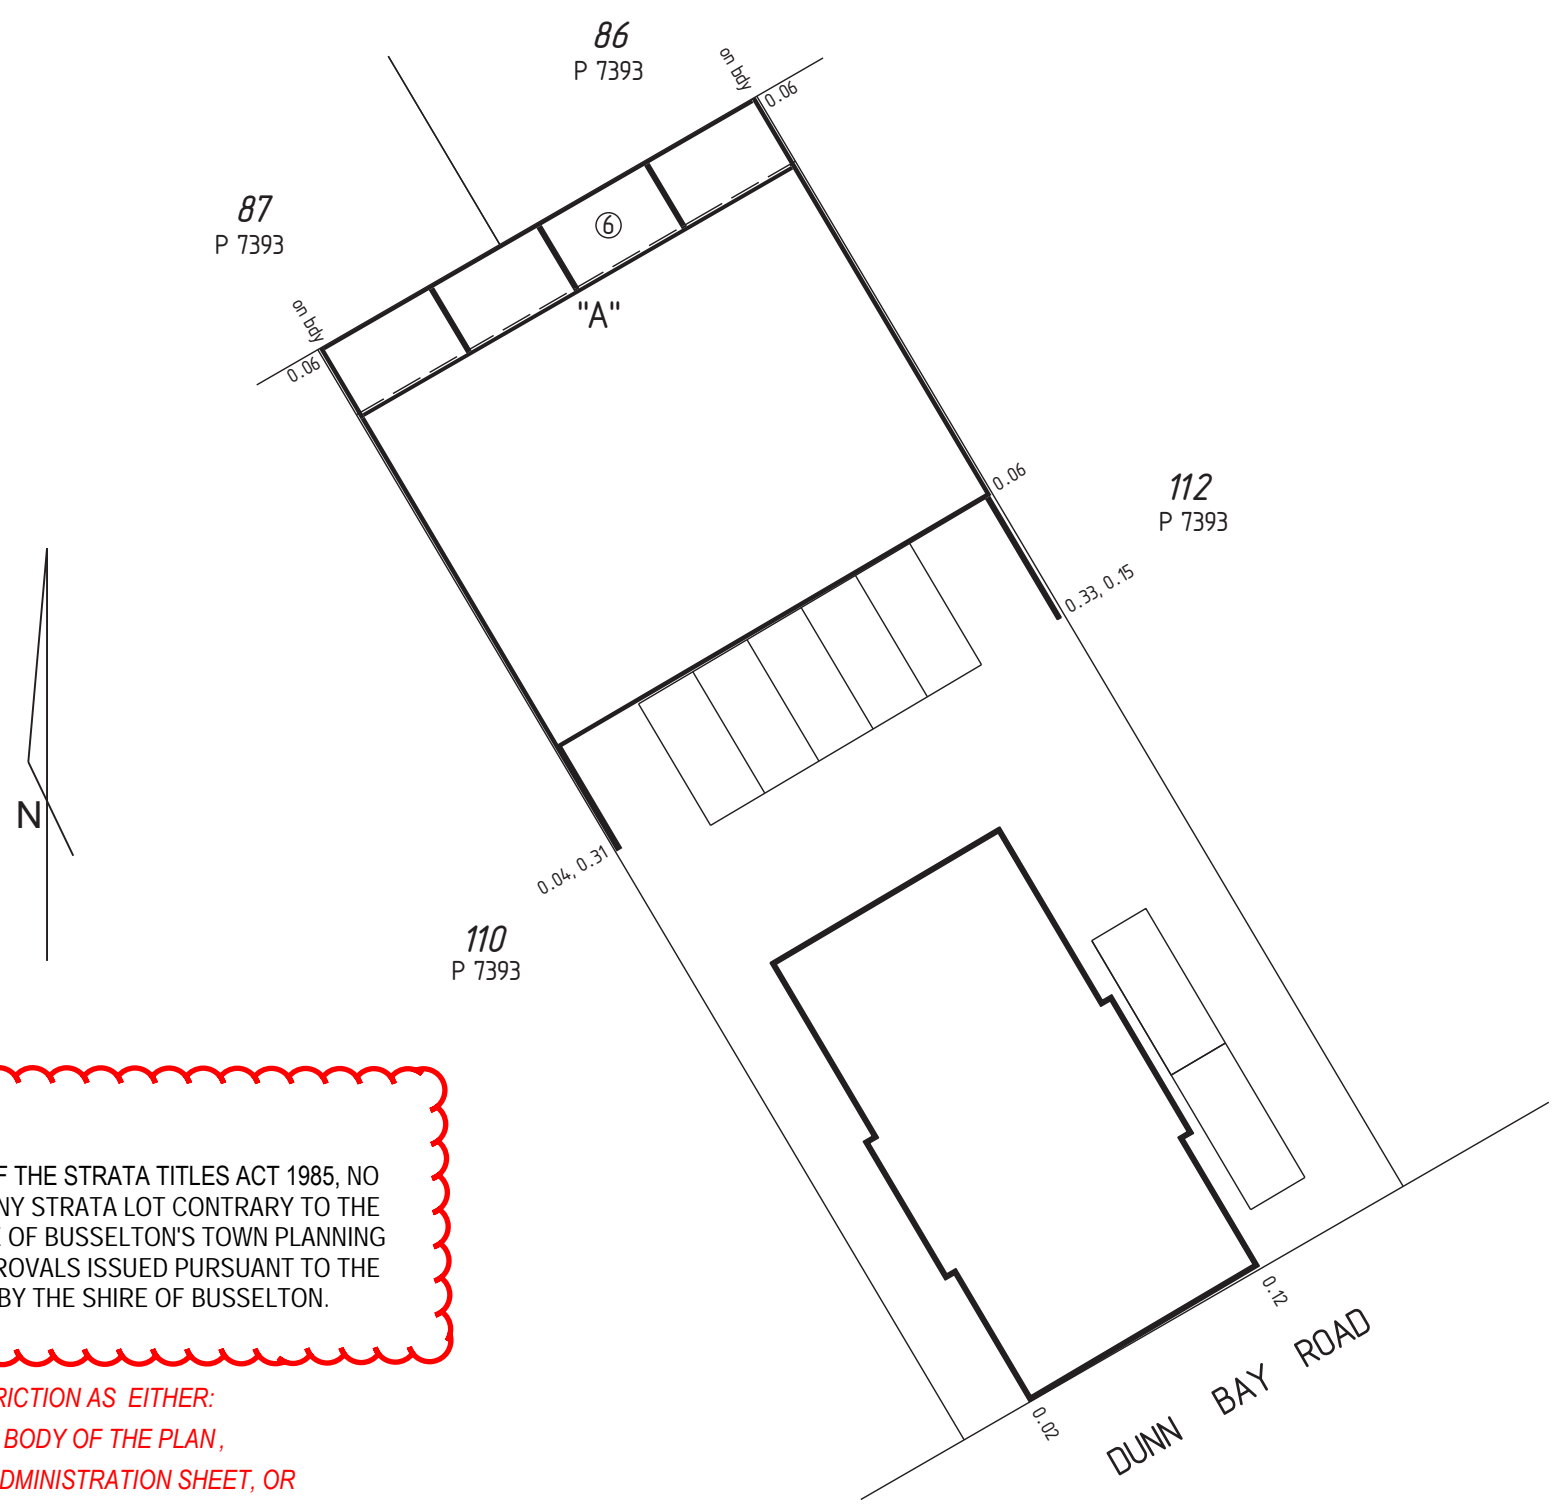 86
P 7393
on bdy
0.06
87
P 7393
⑥
"A"
on bdy
0.06
0.06
112
P 7393
0.33, 0.15
N
0.04, 0.31
110
P 7393
F THE STRATA TITLES ACT 1985, NO
NY STRATA LOT CONTRARY TO THE
E OF BUSSELTON'S TOWN PLANNING
ROVALS ISSUED PURSUANT TO THE
BY THE SHIRE OF BUSSELTON.
0.12
0.02
DUNN BAY ROAD
RICTION AS EITHER:
BODY OF THE PLAN ,
DMINISTRATION SHEET, OR